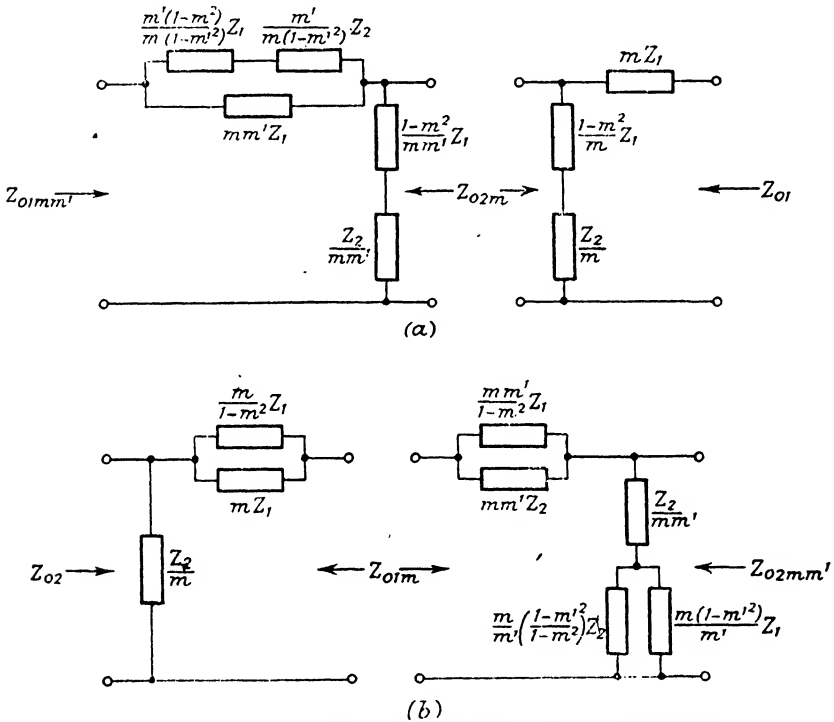 m'(1-m²)/m(1-m'²) Z₁
m'/m(1-m'²) Z₂
mm'Z₁
1-m²/mm' Z₁
Z₂/mm'
Z₀₁mm'
Z₀₂m
mZ₁
1-m²/m Z₁
Z₂/m
Z₀₁
(a)
m/1-m² Z₁
mZ₁
Z₂/m
Z₀₂
Z₀₁m
mm'/1-m² Z₁
mm'Z₂
Z₂/mm'
m/m' (1-m'²/1-m²) Z₂
m(1-m'²)/m' Z₁
Z₀₂mm'
(b)